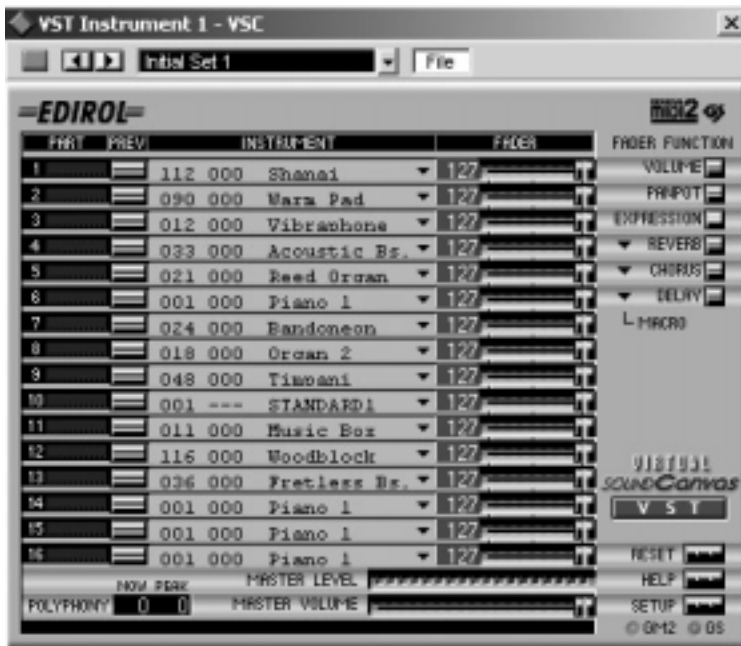 VST Instrument 1 - VSC
Initial Set 1 File
EDIROL
midi2 GS
PART PREV INSTRUMENT FADER FADER FUNCTION
1 112 000 Shanai 127 VOLUME
2 090 000 Warm Pad 127 PANPOT
3 012 000 Vibraphone 127 EXPRESSION
4 033 000 Acoustic Bs. 127 REVERB
5 021 000 Reed Organ 127 CHORUS
6 001 000 Piano 1 127 DELAY
7 024 000 Bandoneon 127 MACRO
8 018 000 Organ 2 127
9 048 000 Timpani 127
10 001 --- STANDARD1 127
11 011 000 Music Box 127
12 116 000 Woodblock 127 VIRTUAL
13 036 000 Fretless Bs. 127 SOUND Canvas
14 001 000 Piano 1 127 VST
15 001 000 Piano 1 127
16 001 000 Piano 1 127 RESET
NOW PEAK MASTER LEVEL HELP
POLYPHONY 0 0 MASTER VOLUME SETUP
GM2 GS